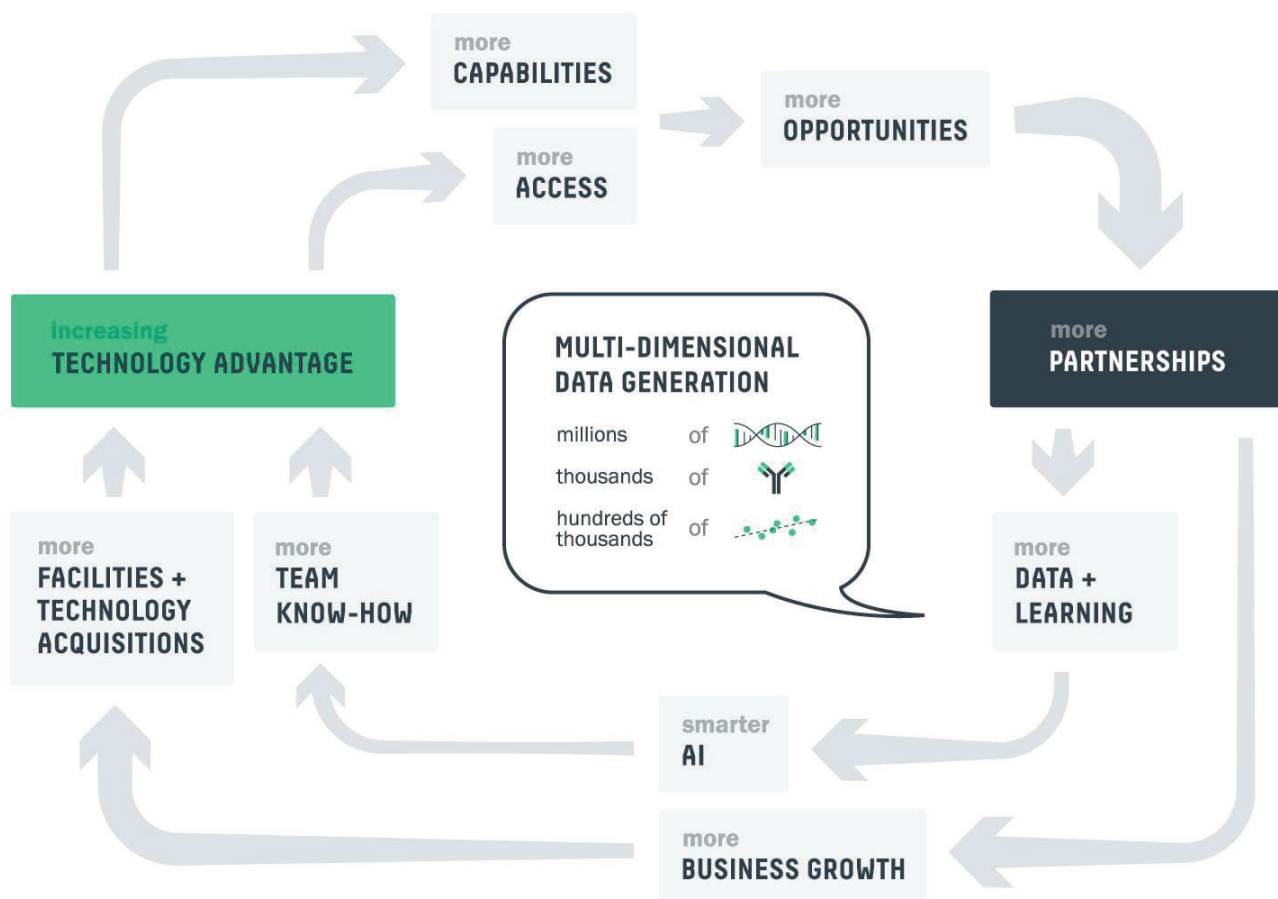 more
CAPABILITIES
more
ACCESS
more
OPPORTUNITIES
increasing
TECHNOLOGY ADVANTAGE
MULTI-DIMENSIONAL
DATA GENERATION
millions of
thousands of
hundreds of
thousands of
more
PARTNERSHIPS
more
FACILITIES +
TECHNOLOGY
ACQUISITIONS
more
TEAM
KNOW-HOW
more
DATA +
LEARNING
smarter
AI
more
BUSINESS GROWTH